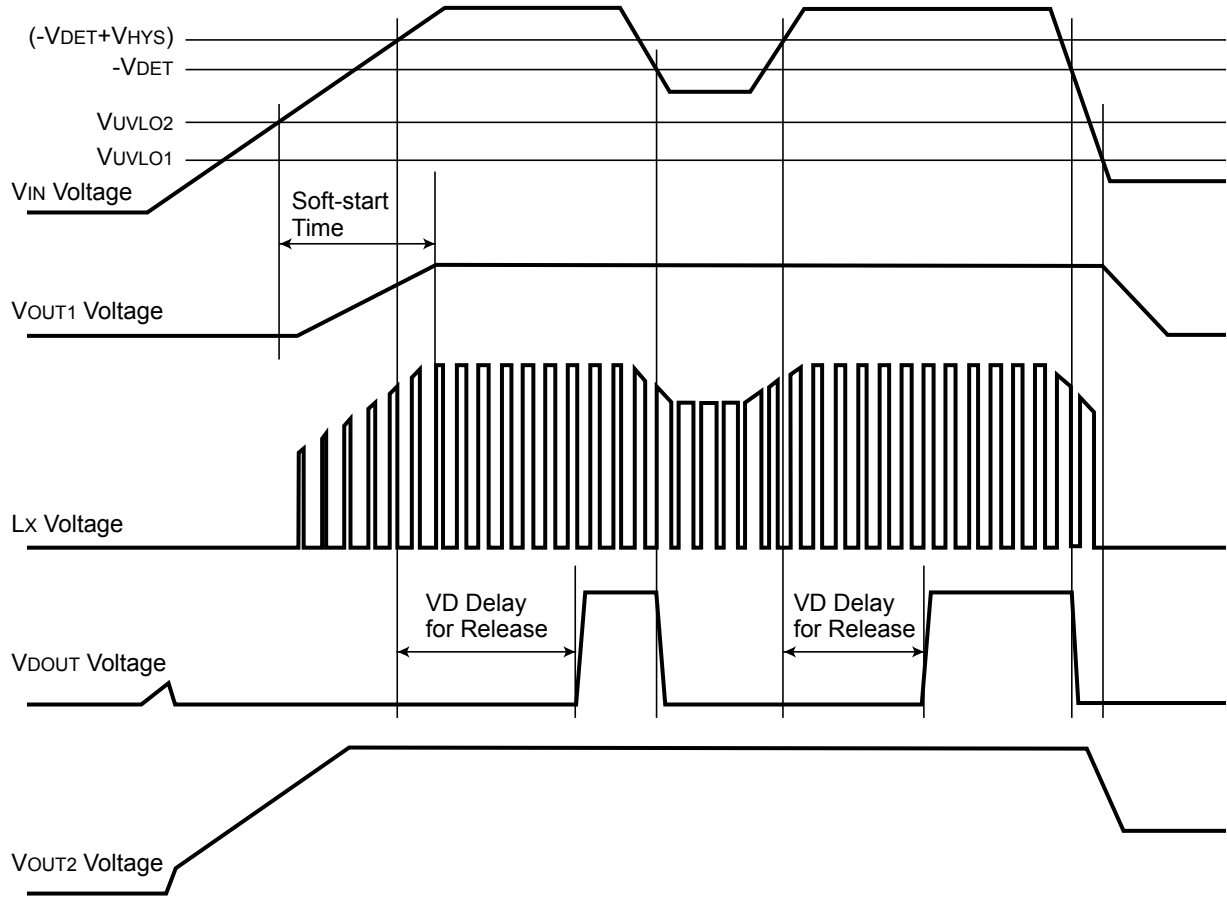 (-VDET+VHYS)
-VDET
VUVLO2
VUVLO1
VIN Voltage
Soft-start
Time
VOUT1 Voltage
LX Voltage
VD Delay
for Release
VD Delay
for Release
VDOUT Voltage
VOUT2 Voltage